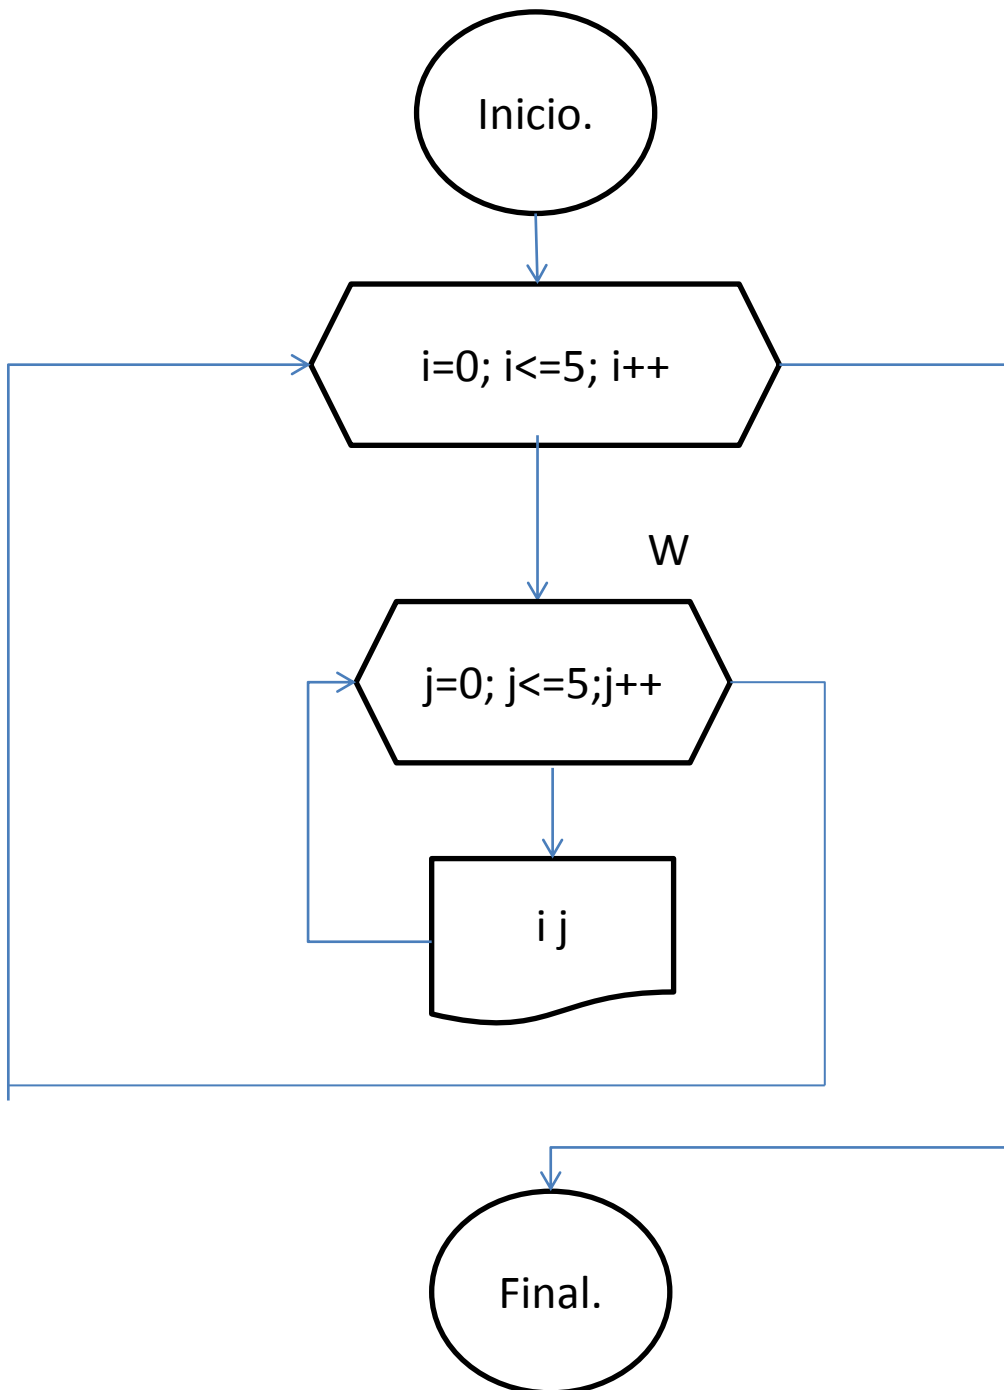 Inicio.
i=0; i<=5; i++
W
j=0; j<=5;j++
i j
Final.